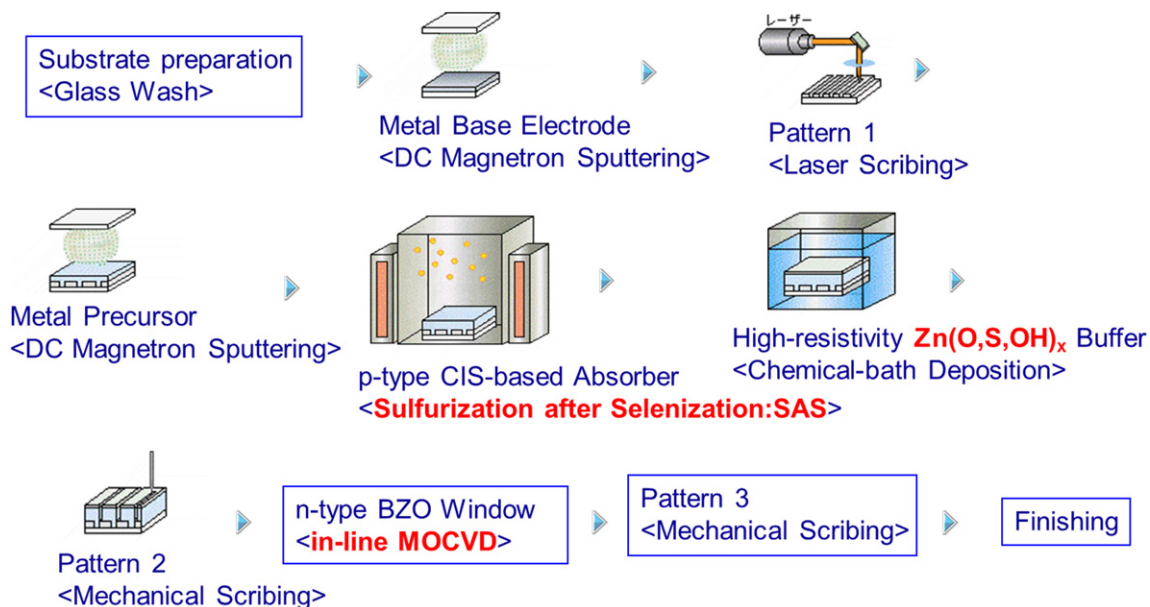 Substrate preparation
<Glass Wash>
Metal Base Electrode
<DC Magnetron Sputtering>
レーザー
Pattern 1
<Laser Scribing>
Metal Precursor
<DC Magnetron Sputtering>
p-type CIS-based Absorber
<Sulfurization after Selenization:SAS>
High-resistivity Zn(O,S,OH)ₓ Buffer
<Chemical-bath Deposition>
Pattern 2
<Mechanical Scribing>
n-type BZO Window
<in-line MOCVD>
Pattern 3
<Mechanical Scribing>
Finishing